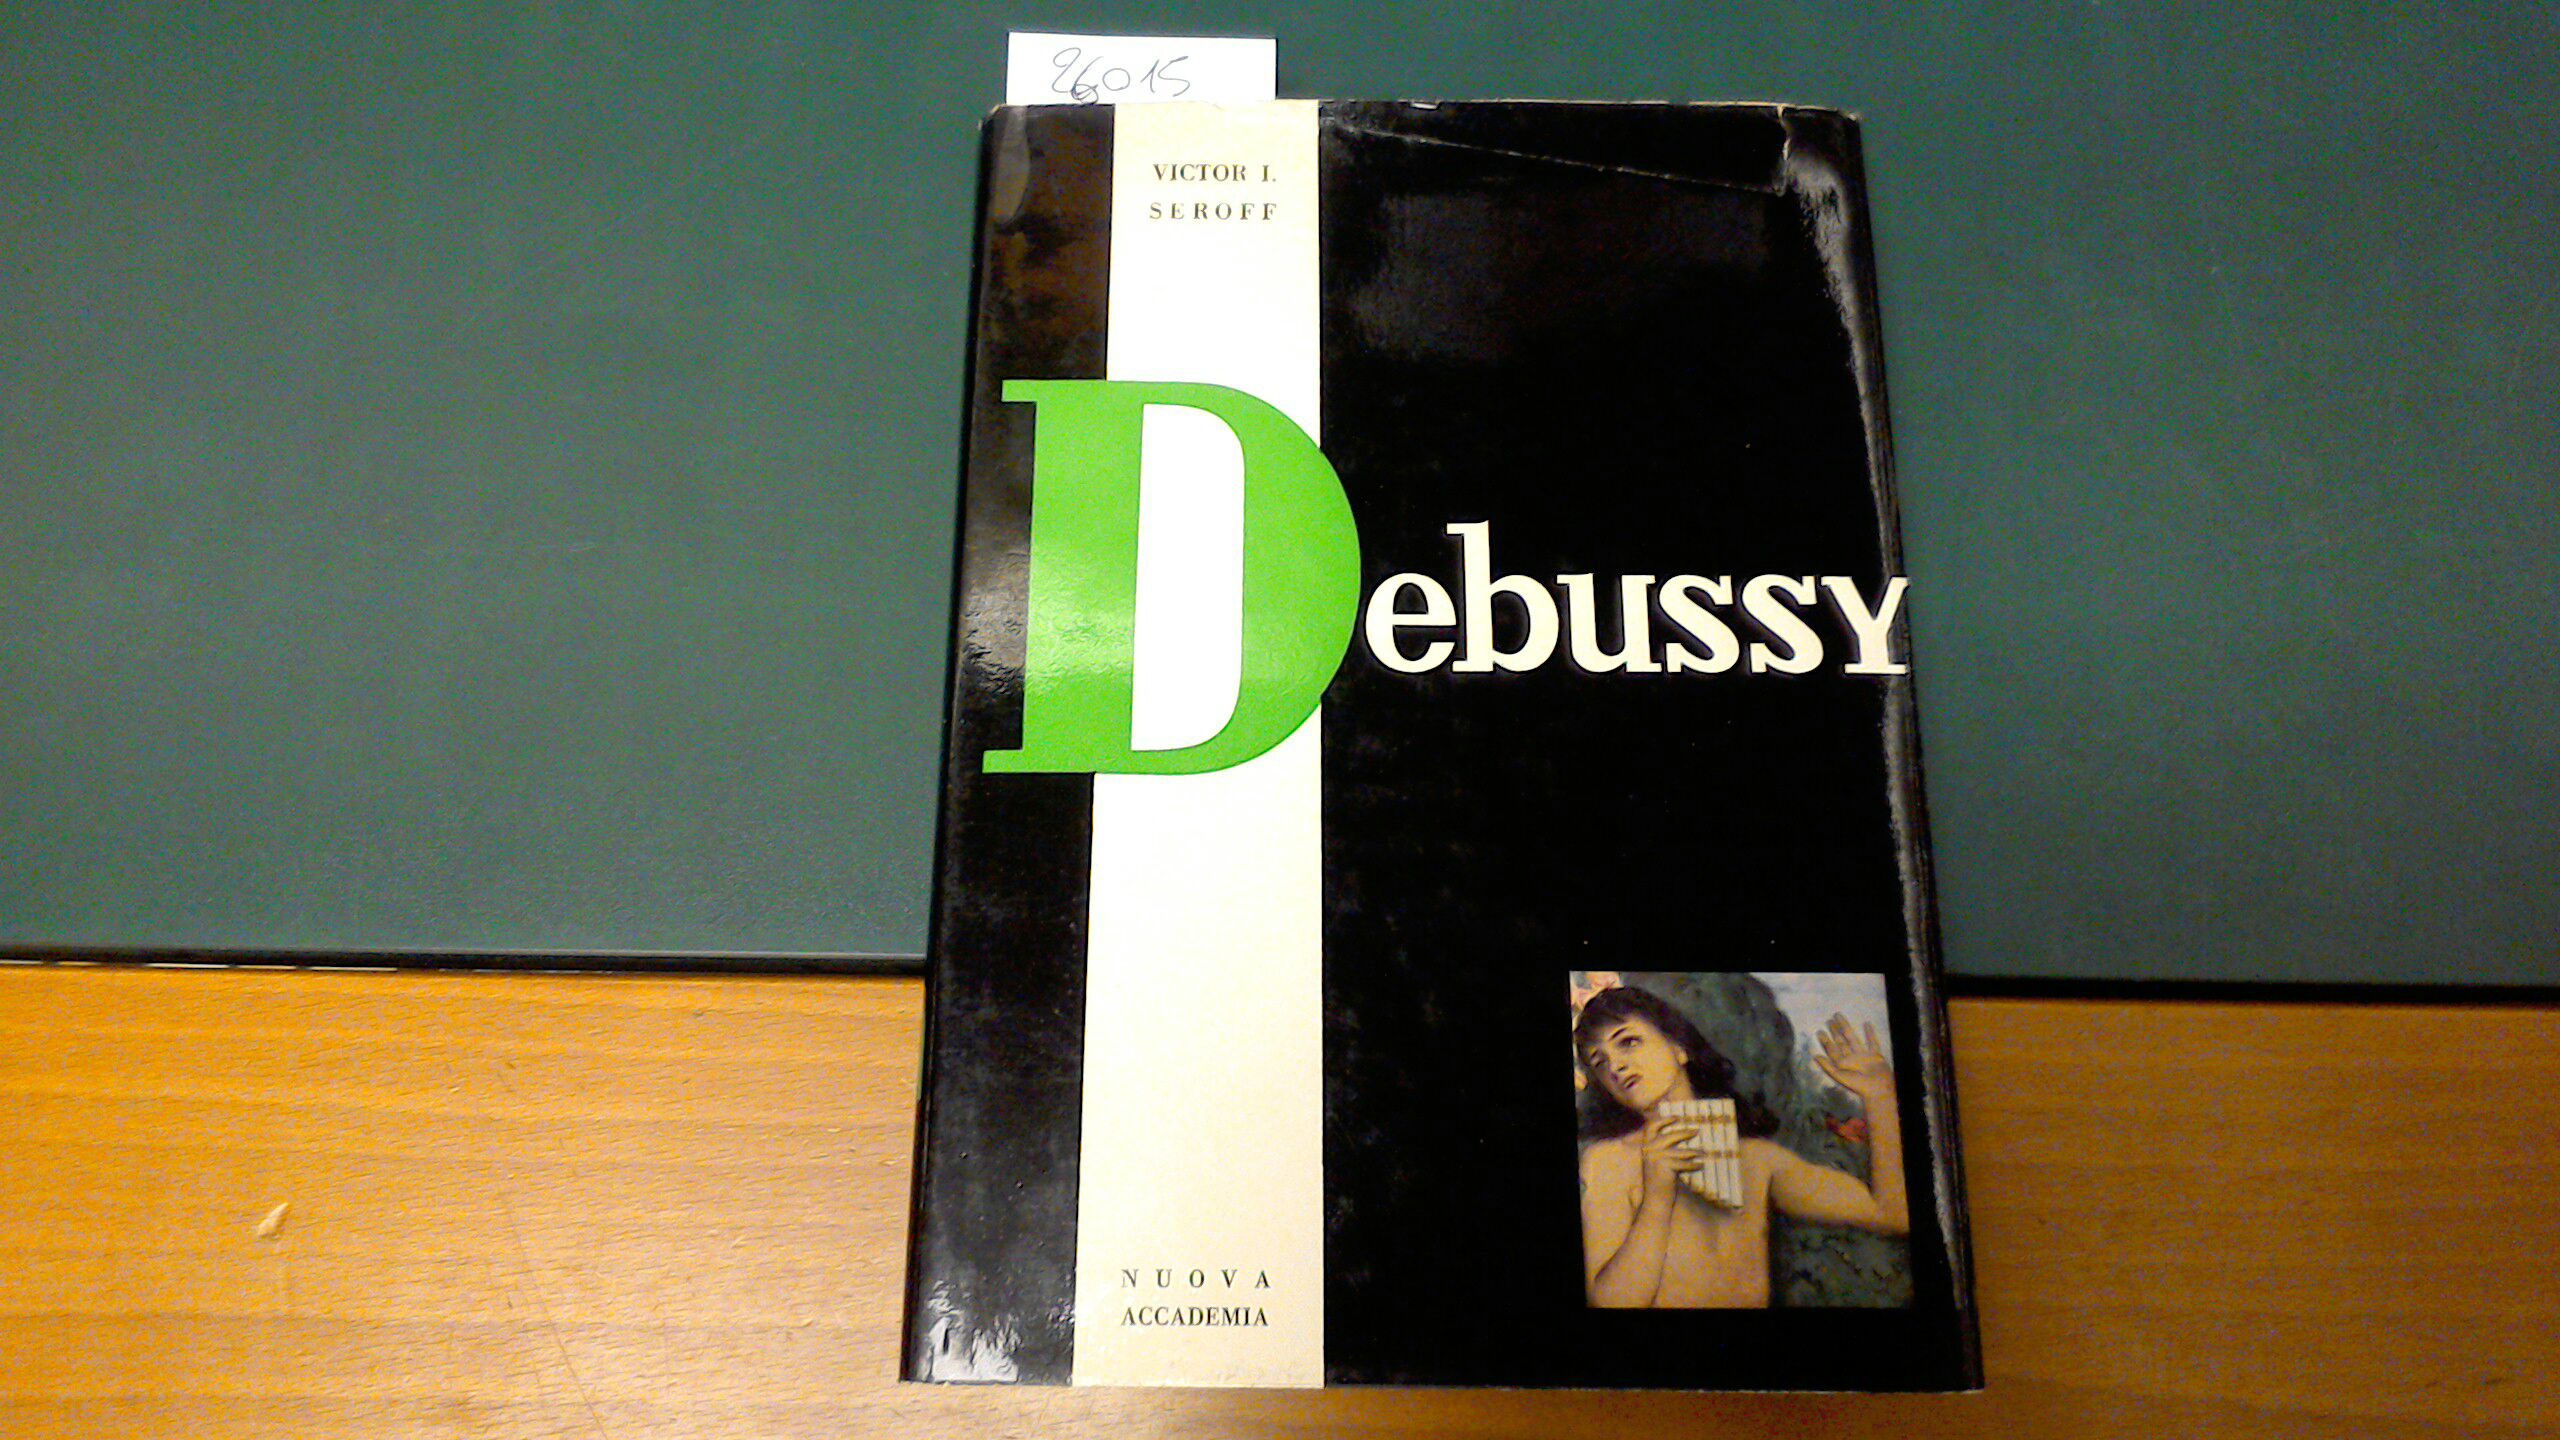 26015
VICTOR I.
SEROFF
Debussy
NUOVA
ACCADEMIA